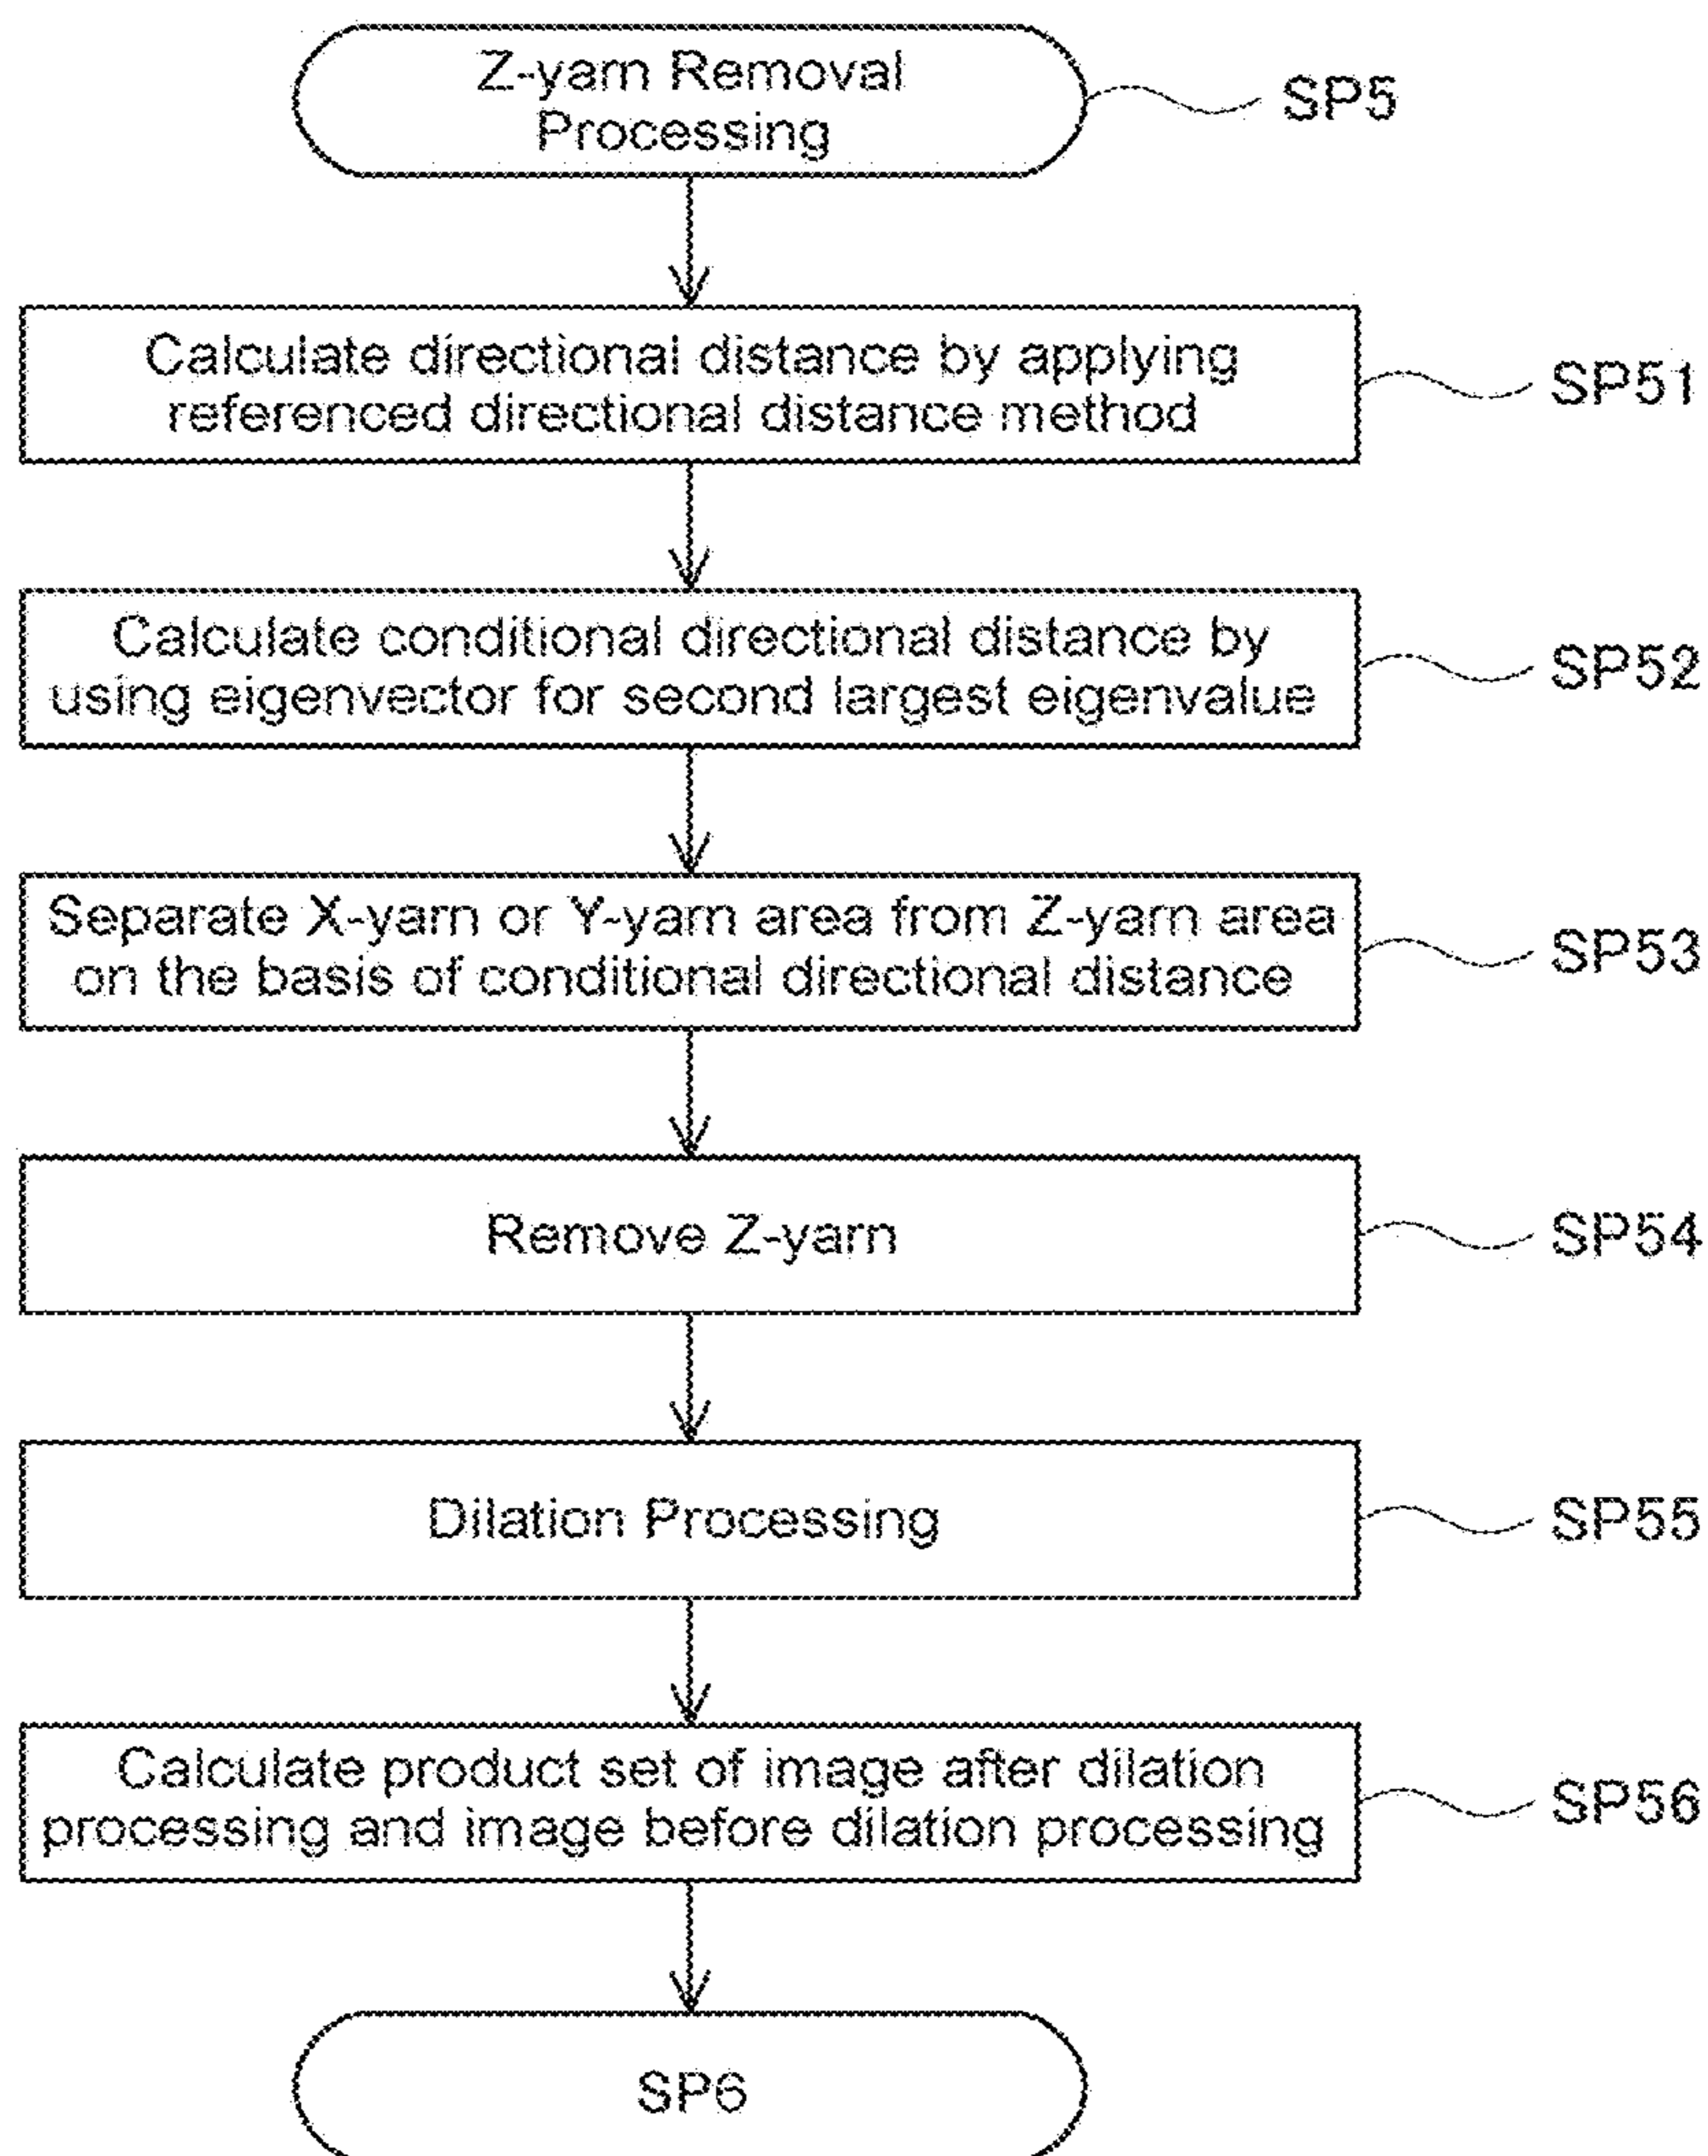 Z-yarn Removal
Processing
SP5
Calculate directional distance by applying
referenced directional distance method
SP51
Calculate conditional directional distance by
using eigenvector for second largest eigenvalue
SP52
Separate X-yarn or Y-yarn area from Z-yarn area
on the basis of conditional directional distance
SP53
Remove Z-yarn
SP54
Dilation Processing
SP55
Calculate product set of image after dilation
processing and image before dilation processing
SP56
SP6